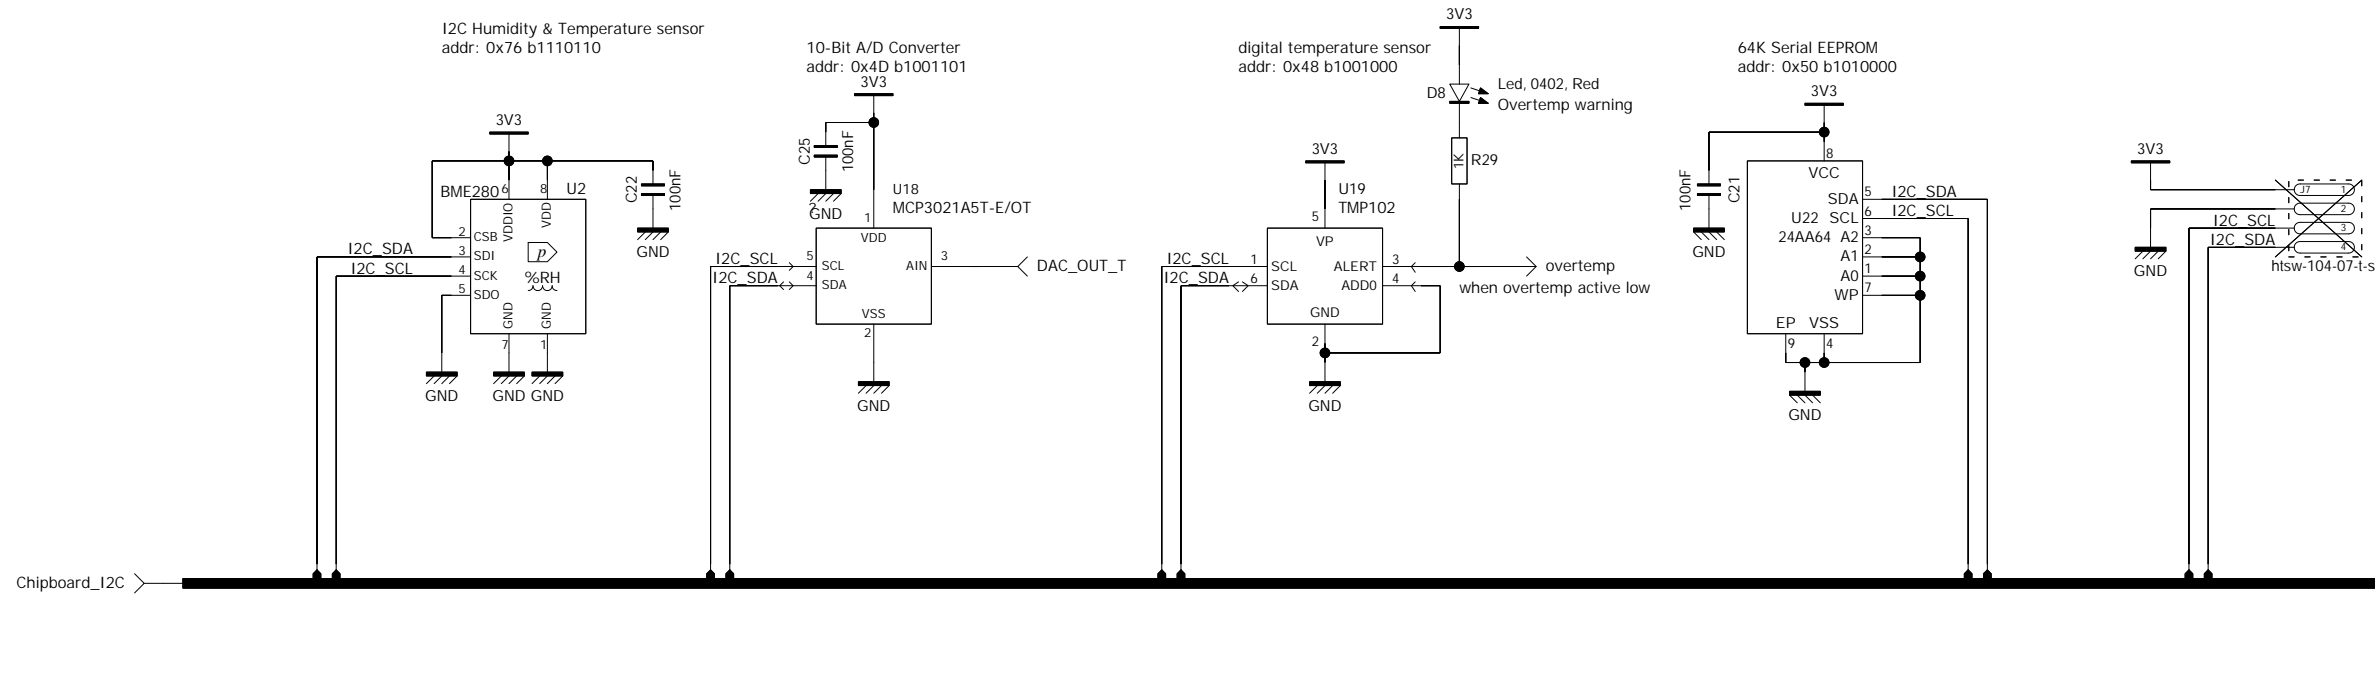 I2C Humidity & Temperature sensor
addr: 0x76 b1110110
3V3
BME280
6
8
U2
VDDIO
VDD
2
CSB
I2C_SDA
3
SDI
I2C_SCL
4
SCK
5
SDO
p
%RH
GND
GND
7
1
GND
GND
GND
C22
100nF
GND
10-Bit A/D Converter
addr: 0x4D b1001101
3V3
C25
100nF
2
GND
U18
MCP3021A5T-E/OT
1
VDD
I2C_SCL
5
SCL
I2C_SDA
4
SDA
AIN
3
DAC_OUT_T
VSS
2
GND
digital temperature sensor
addr: 0x48 b1001000
3V3
D8
Led, 0402, Red
Overtemp warning
1K
R29
3V3
U19
TMP102
5
VP
I2C_SCL
1
SCL
I2C_SDA
6
SDA
ALERT
3
ADD0
4
overtemp
when overtemp active low
GND
2
GND
64K Serial EEPROM
addr: 0x50 b1010000
3V3
100nF
C21
GND
8
VCC
SDA
5
I2C_SDA
U22
SCL
6
I2C_SCL
24AA64
A2
3
A1
2
A0
1
WP
7
EP
VSS
9
4
GND
3V3
J7
1
2
I2C_SCL
3
I2C_SDA
4
GND
htsw-104-07-t-s
Chipboard_I2C